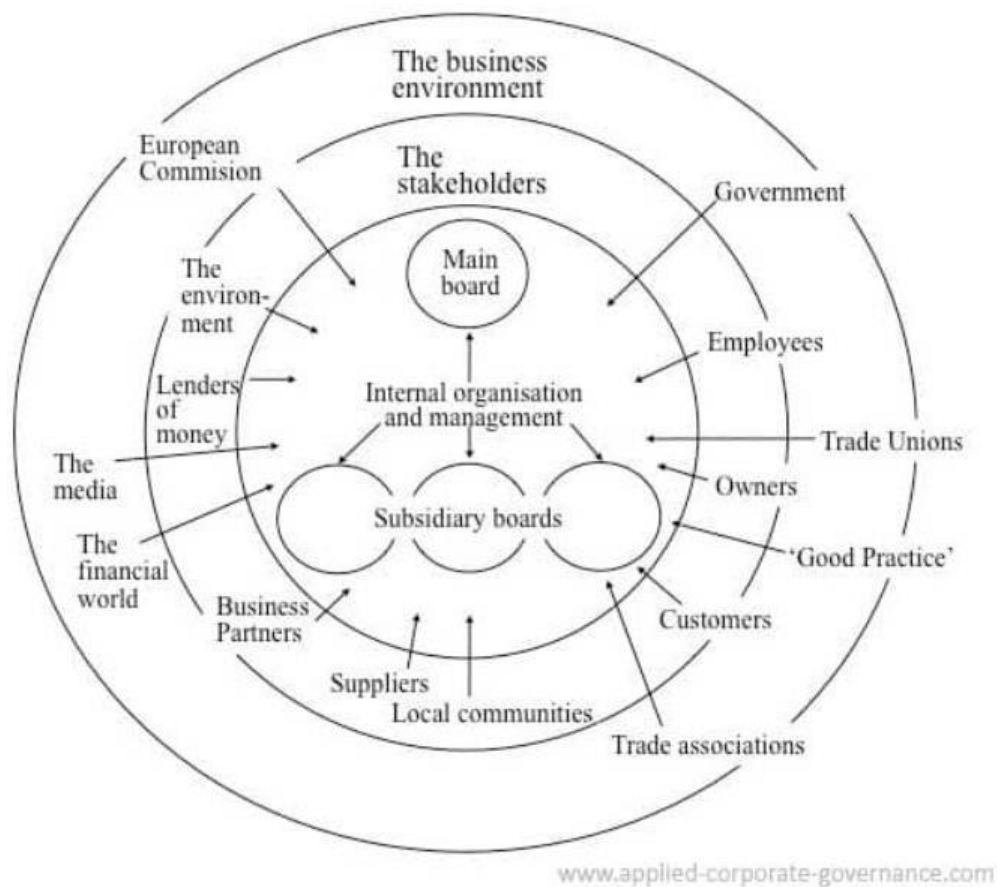 The business
environment
European
Commision
The
stakeholders
Government
Main
board
The
environ-
ment
Employees
Lenders
of
money
Internal organisation
and management
Trade Unions
The
media
Owners
Subsidiary boards
The
financial
world
'Good Practice'
Business
Partners
Customers
Suppliers
Local communities
Trade associations
www.applied-corporate-governance.com